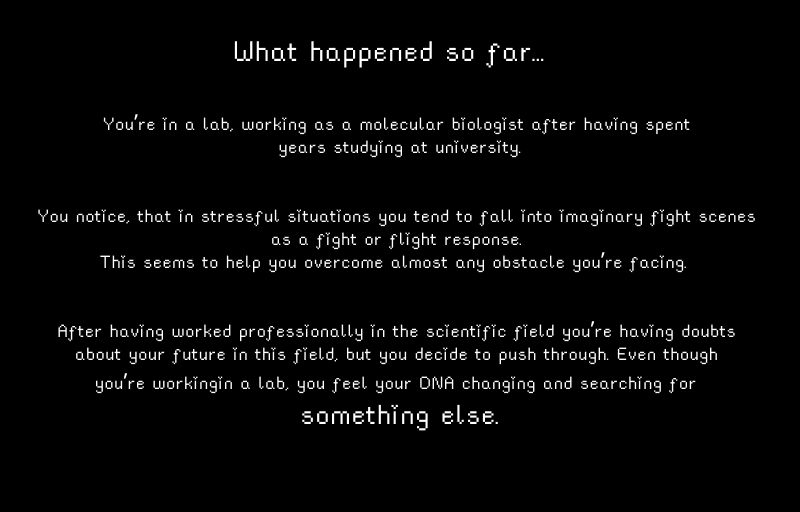 What happened so far...
You're in a lab, working as a molecular biologist after having spent
years studying at university.
You notice, that in stressful situations you tend to fall into imaginary fight scenes
as a fight or flight response.
This seems to help you overcome almost any obstacle you're facing.
After having worked professionally in the scientific field you're having doubts
about your future in this field, but you decide to push through. Even though
you're workingin a lab, you feel your DNA changing and searching for
something else.